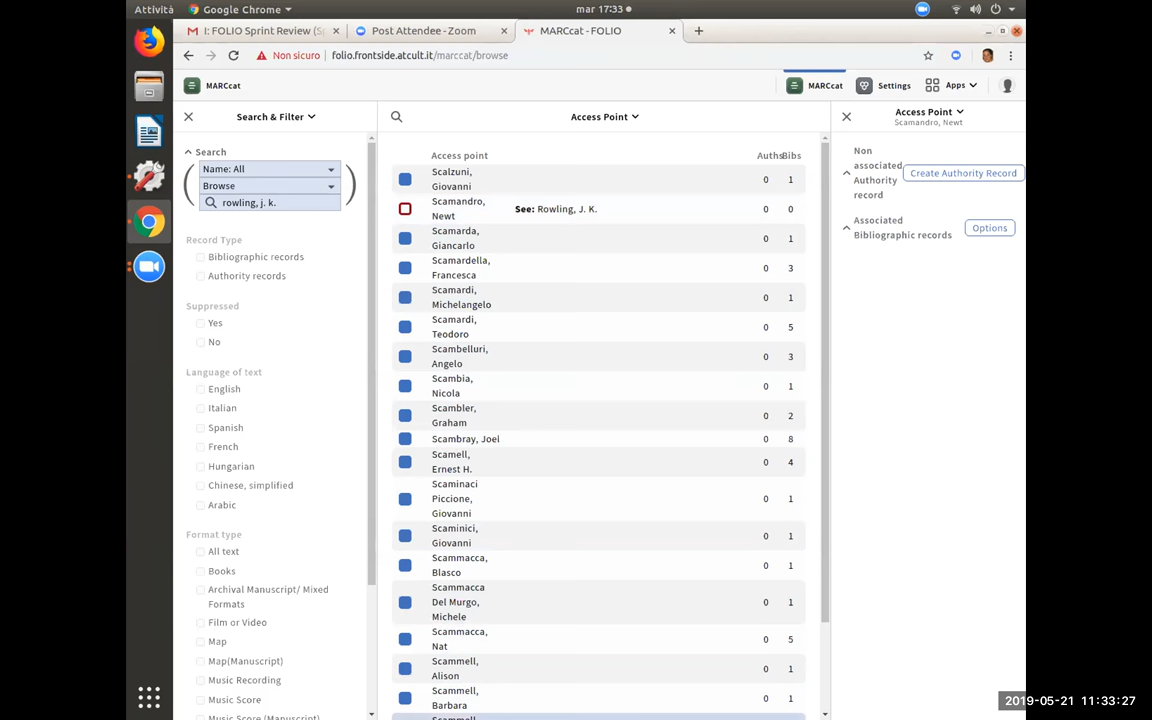 Attività
Google Chrome
mar 17:33
I: FOLIO Sprint Review (S
Post Attendee - Zoom
MARCcat - FOLIO
Non sicuro
folio.frontside.atcult.it/marccat/browse
MARCcat
MARCcat
Settings
Apps
Search & Filter
Access Point
Access Point
Scamandro, Newt
Search
Name: All
Browse
rowling, j. k.
Record Type
Bibliographic records
Authority records
Suppressed
Yes
No
Language of text
English
Italian
Spanish
French
Hungarian
Chinese, simplified
Arabic
Format type
All text
Books
Archival Manuscript/ Mixed
Formats
Film or Video
Map
Map(Manuscript)
Music Recording
Music Score
Music Score (Manuscript)
Access point Auths Bibs
Scalzuni,
Giovanni 0 1
Scamandro,
Newt See: Rowling, J. K. 0 0
Scamarda,
Giancarlo 0 1
Scamardella,
Francesca 0 3
Scamardi,
Michelangelo 0 1
Scamardi,
Teodoro 0 5
Scambelluri,
Angelo 0 3
Scambia,
Nicola 0 1
Scambler,
Graham 0 2
Scambray, Joel 0 8
Scamell,
Ernest H. 0 4
Scaminaci
Piccione,
Giovanni 0 1
Scaminici,
Giovanni 0 1
Scammacca,
Blasco 0 1
Scammacca
Del Murgo,
Michele 0 1
Scammacca,
Nat 0 5
Scammell,
Alison 0 1
Scammell,
Barbara 0 1
Scammell,
Non
associated
Authority
record
Create Authority Record
Associated
Bibliographic records
Options
2019-05-21 11:33:27